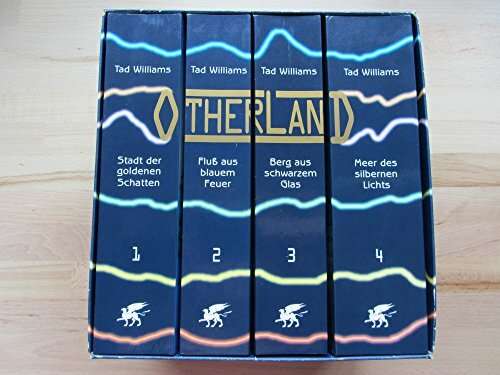 Tad Williams
Tad Williams
Tad Williams
Tad Williams
OTHERLAND
Stadt der
goldenen
Schatten
Fluß aus
blauem
Feuer
Berg aus
schwarzem
Glas
Meer des
silbernen
Lichts
1
2
3
4